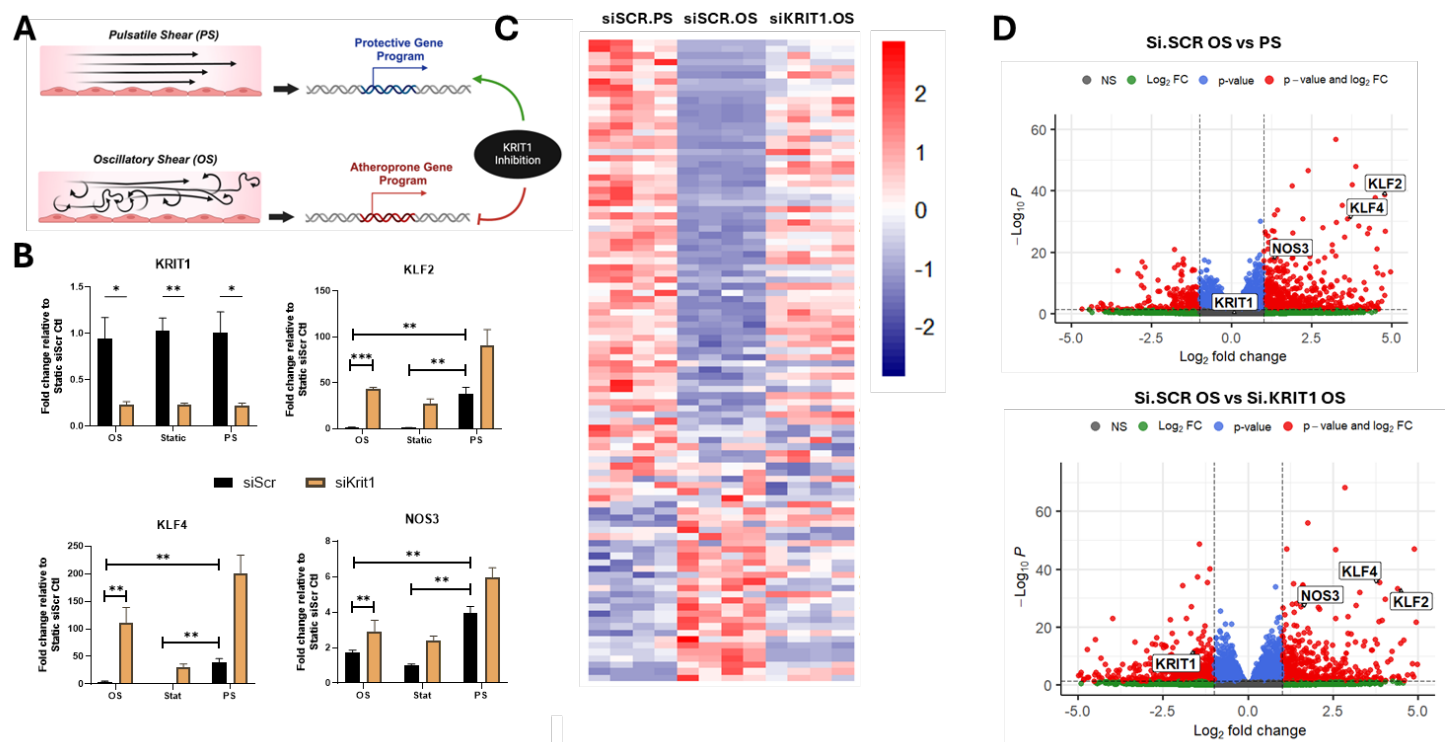 A
Pulsatile Shear (PS)
Protective Gene
Program
Oscillatory Shear (OS)
Atheroprone Gene
Program
KRIT1
Inhibition
B
KRIT1
Fold change relative to
Static siScr Ctl
1.5
1.0
0.5
0.0
*
**
*
OS
Static
PS
KLF2
Fold change relative to
Static siScr Ctl
150
100
50
0
**
***
**
OS
Static
PS
siScr
siKrit1
KLF4
Fold change relative to
Static siScr Ctl
250
200
150
100
50
0
**
**
**
OS
Stat
PS
NOS3
Fold change relative to
Static siScr Ctl
8
6
4
2
0
**
**
**
OS
Stat
PS
C
siSCR.PS
siSCR.OS
siKRIT1.OS
2
1
0
-1
-2
D
Si.SCR OS vs PS
NS
Log2 FC
p-value
p – value and log2 FC
−Log10 P
60
40
20
0
KLF2
KLF4
NOS3
KRIT1
-5.0
-2.5
0.0
2.5
5.0
Log2 fold change
Si.SCR OS vs Si.KRIT1 OS
NS
Log2 FC
p-value
p – value and log2 FC
−Log10 P
60
40
20
0
KLF4
NOS3
KLF2
KRIT1
-5.0
-2.5
0.0
2.5
5.0
Log2 fold change